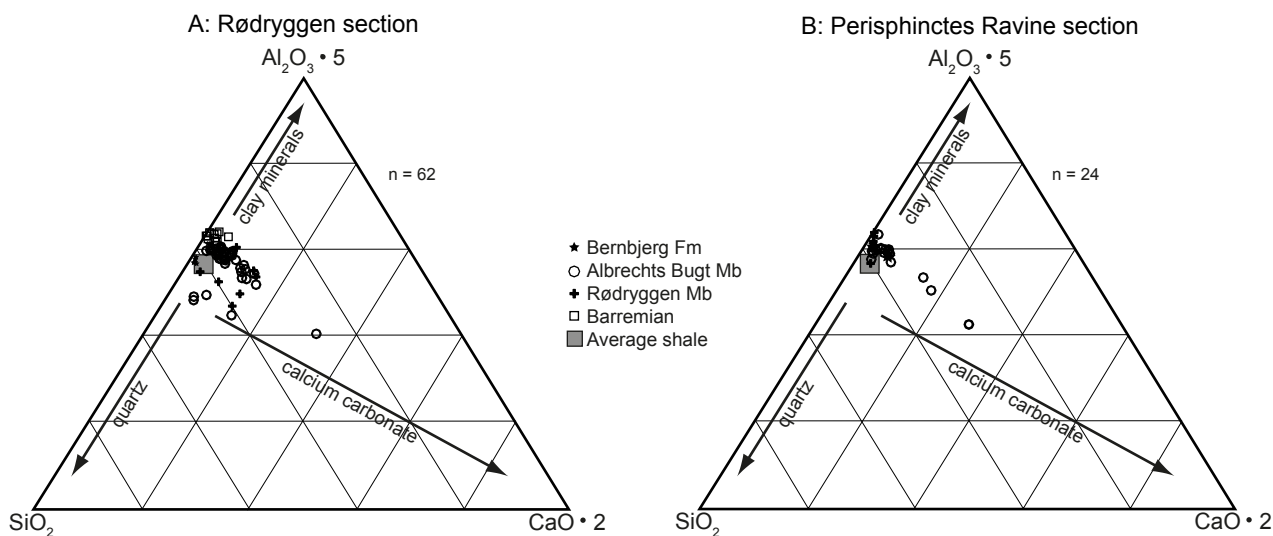 A: Rødryggen section
Al₂O₃ • 5
clay minerals
n = 62
quartz
calcium carbonate
SiO₂
CaO • 2
★ Bernbjerg Fm
○ Albrechts Bugt Mb
✚ Rødryggen Mb
□ Barremian
■ Average shale
B: Perisphinctes Ravine section
Al₂O₃ • 5
clay minerals
n = 24
quartz
calcium carbonate
SiO₂
CaO • 2